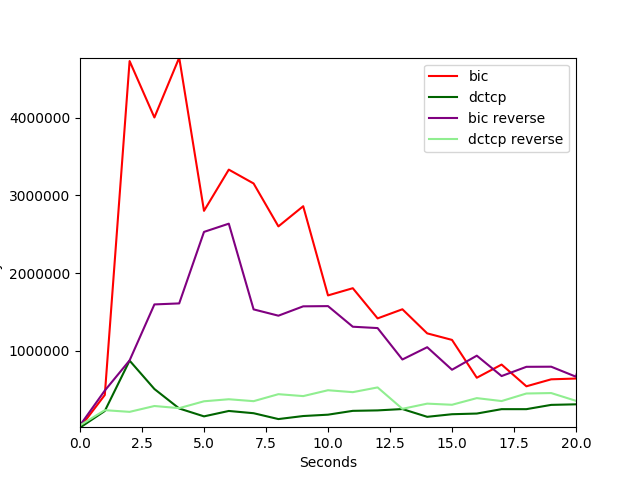 bic
dctcp
bic reverse
dctcp reverse
4000000
3000000
2000000
1000000
0.0 2.5 5.0 7.5 10.0 12.5 15.0 17.5 20.0
Seconds